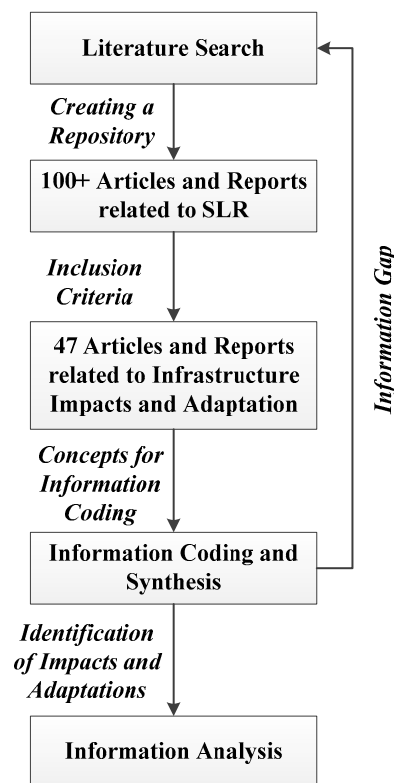 Literature Search
Creating a
Repository
100+ Articles and Reports
related to SLR
Inclusion
Criteria
47 Articles and Reports
related to Infrastructure
Impacts and Adaptation
Concepts for
Information
Coding
Information Coding and
Synthesis
Information Gap
Identification
of Impacts and
Adaptations
Information Analysis